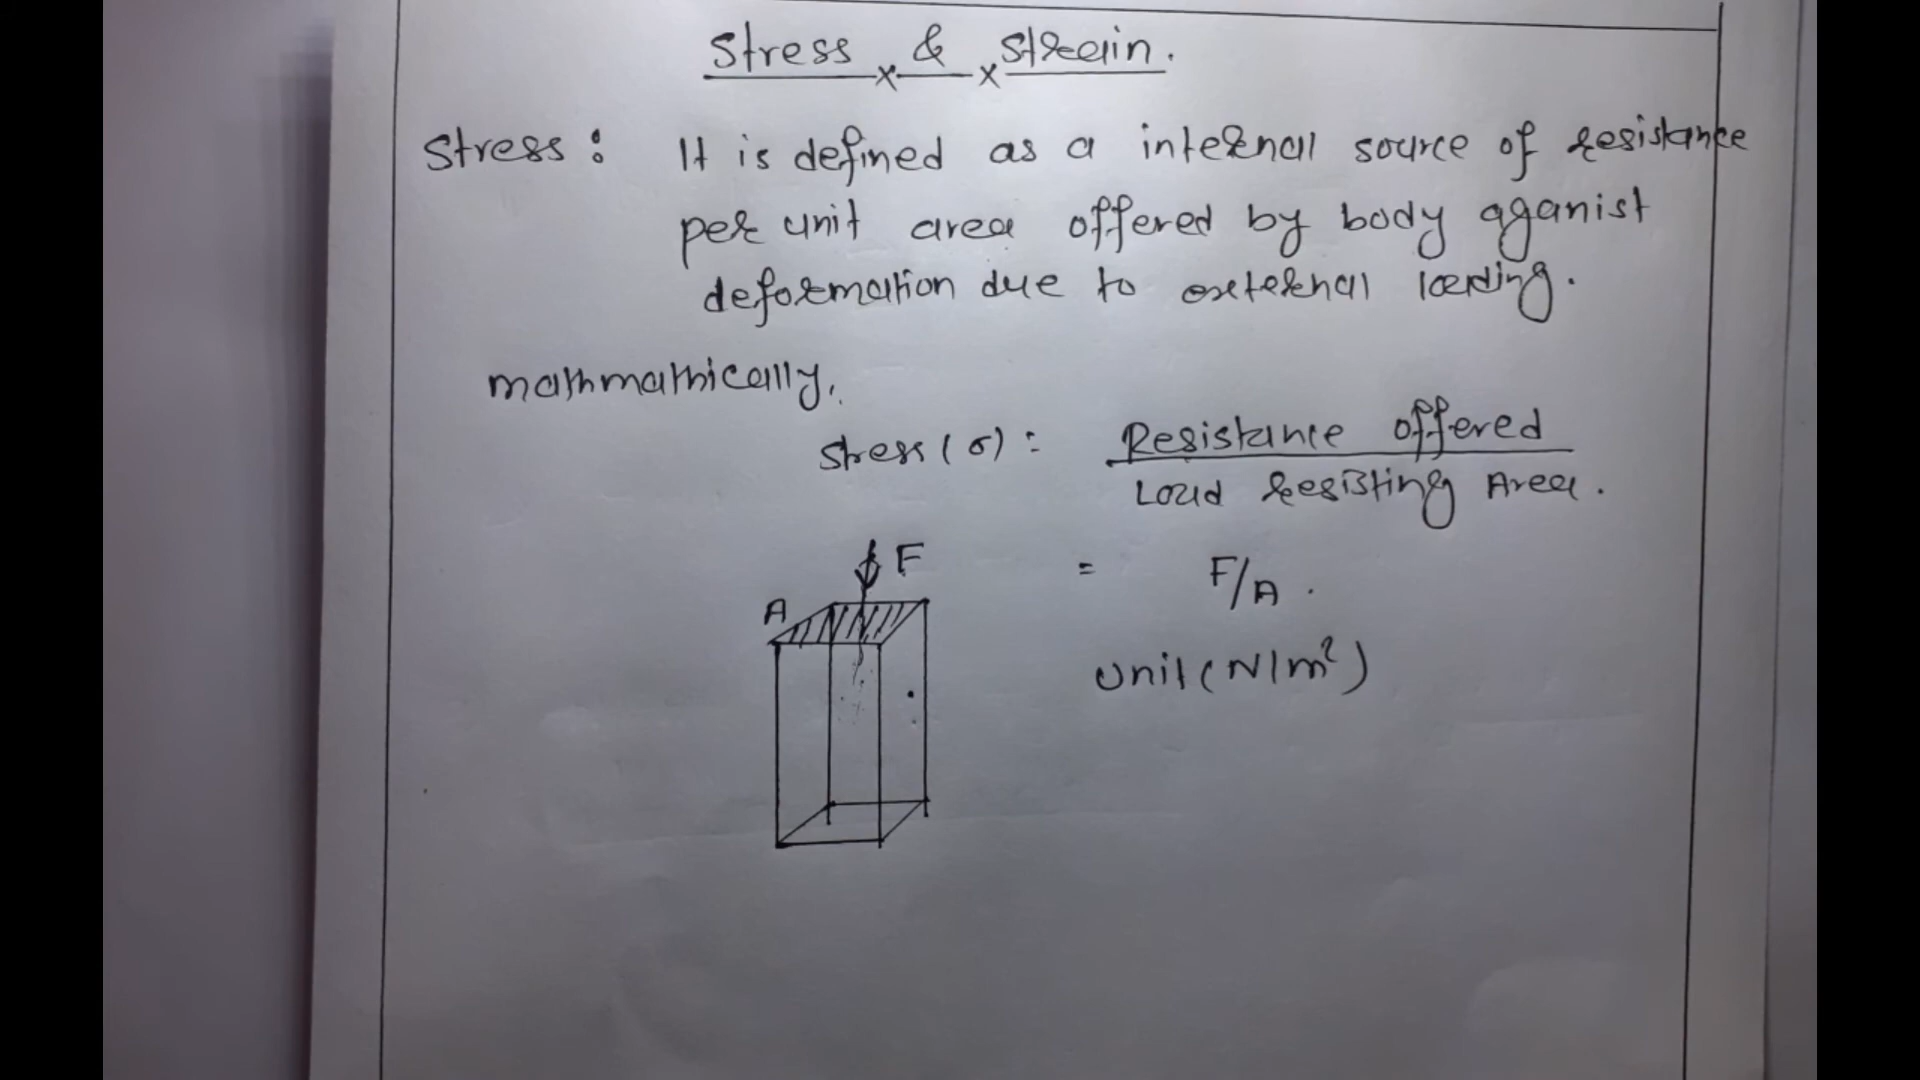 Stress & Strain.
Stress : It is defined as a internal source of resistance
per unit area offered by body aganist
deformation due to external loading.
mathmathically,
Stress (σ) : Resistance offered
Load resisting Area.
F
= F/A .
A
Unit (N/m²)